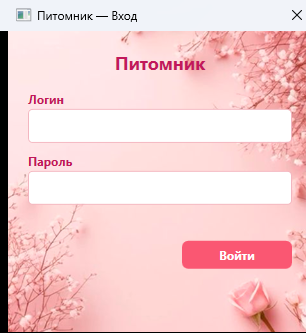 Питомник — Вход
Питомник
Логин
Пароль
Войти